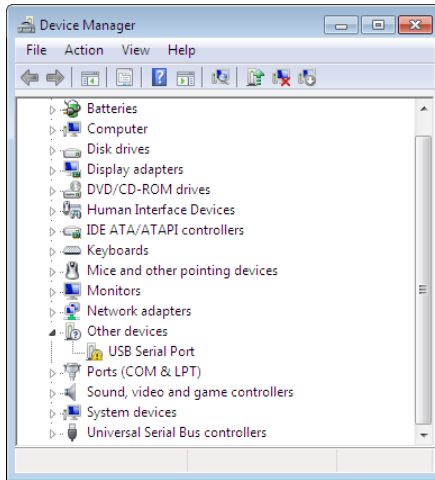 Device Manager
File Action View Help
Batteries
Computer
Disk drives
Display adapters
DVD/CD-ROM drives
Human Interface Devices
IDE ATA/ATAPI controllers
Keyboards
Mice and other pointing devices
Monitors
Network adapters
Other devices
USB Serial Port
Ports (COM & LPT)
Sound, video and game controllers
System devices
Universal Serial Bus controllers